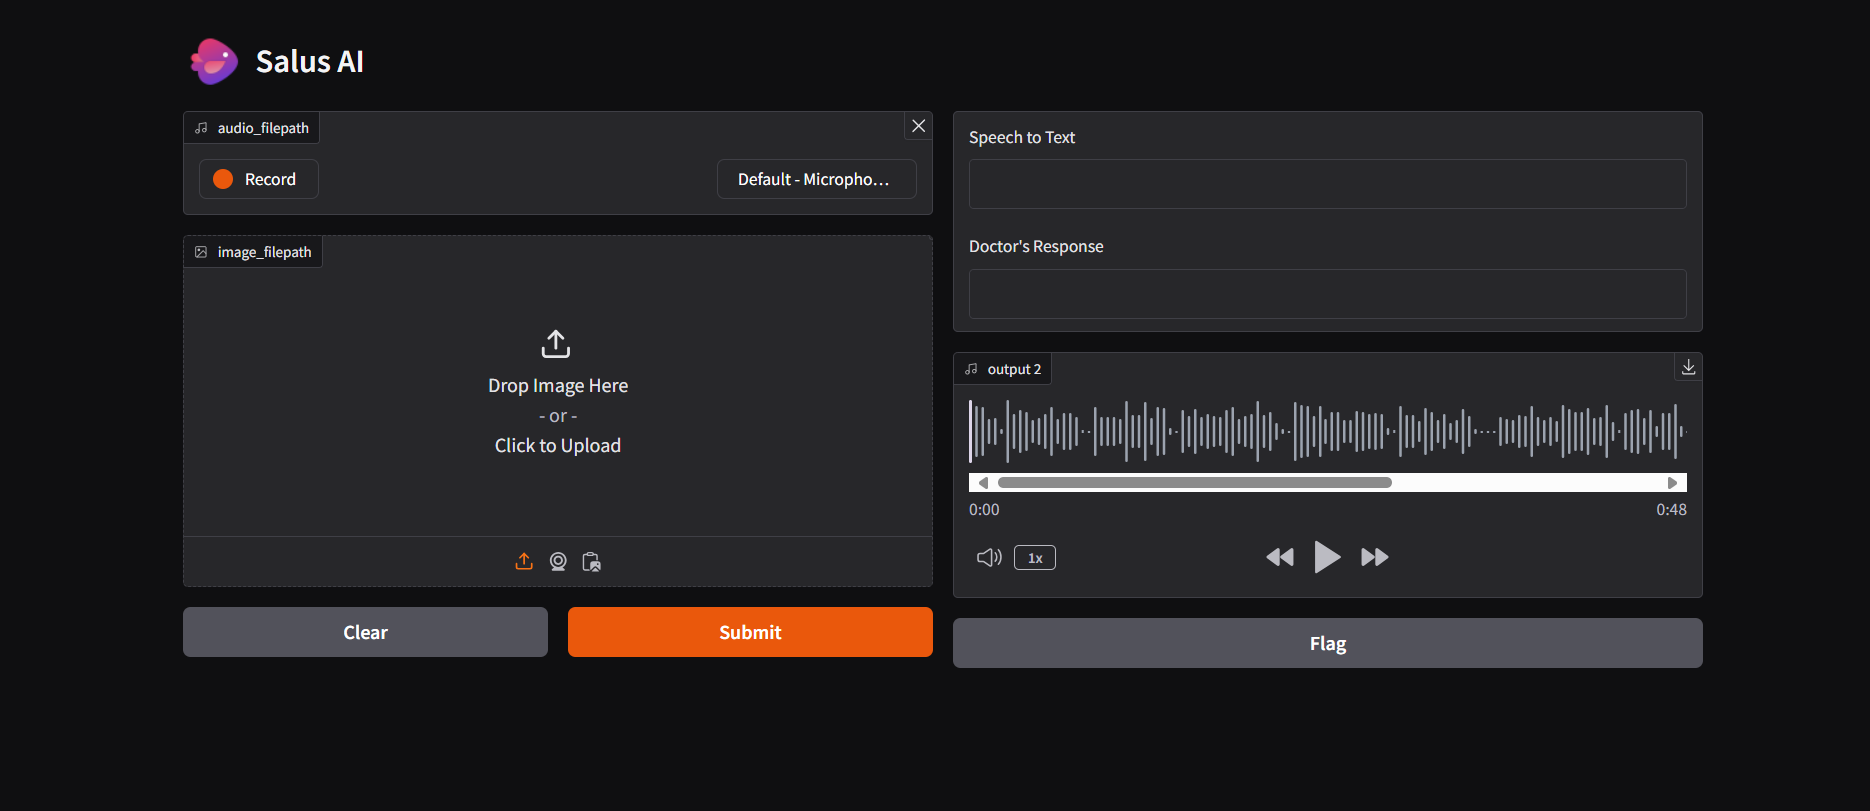 Salus AI
audio_filepath
Record
Default - Micropho...
image_filepath
Drop Image Here
- or -
Click to Upload
Clear
Submit
Speech to Text
Doctor's Response
output 2
0:00
0:48
1x
Flag